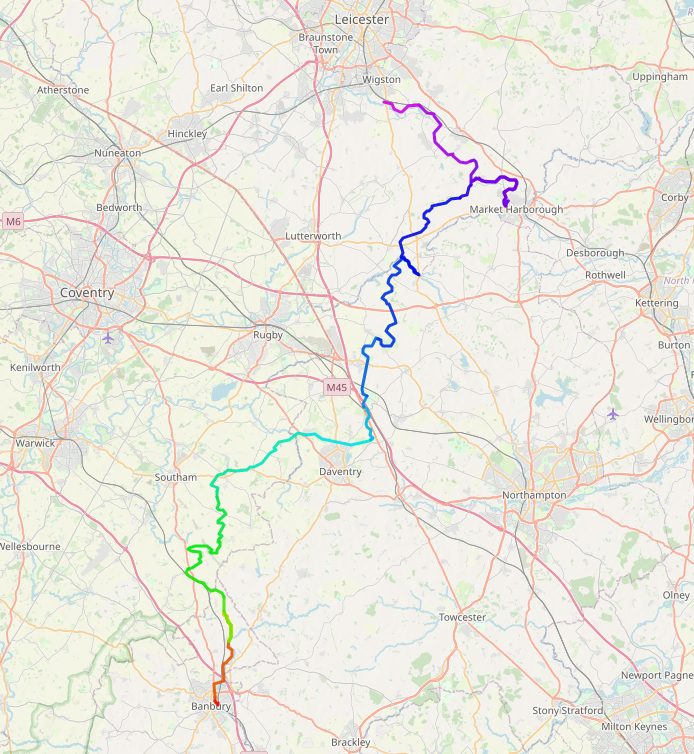 Leicester
Braunstone
Town
Wigston
Uppingham
Atherstone
Earl Shilton
Hinckley
Nuneaton
Corby
Bedworth
Market Harborough
M6
Lutterworth
Desborough
Rothwell
Coventry
Kettering
Rugby
Burton
Kenilworth
M45
Wellingbor
Warwick
Daventry
Southam
Northampton
Wellesbourne
Olney
Towcester
Newport Pagne
Banbury
Stony Stratford
Milton Keynes
Brackley